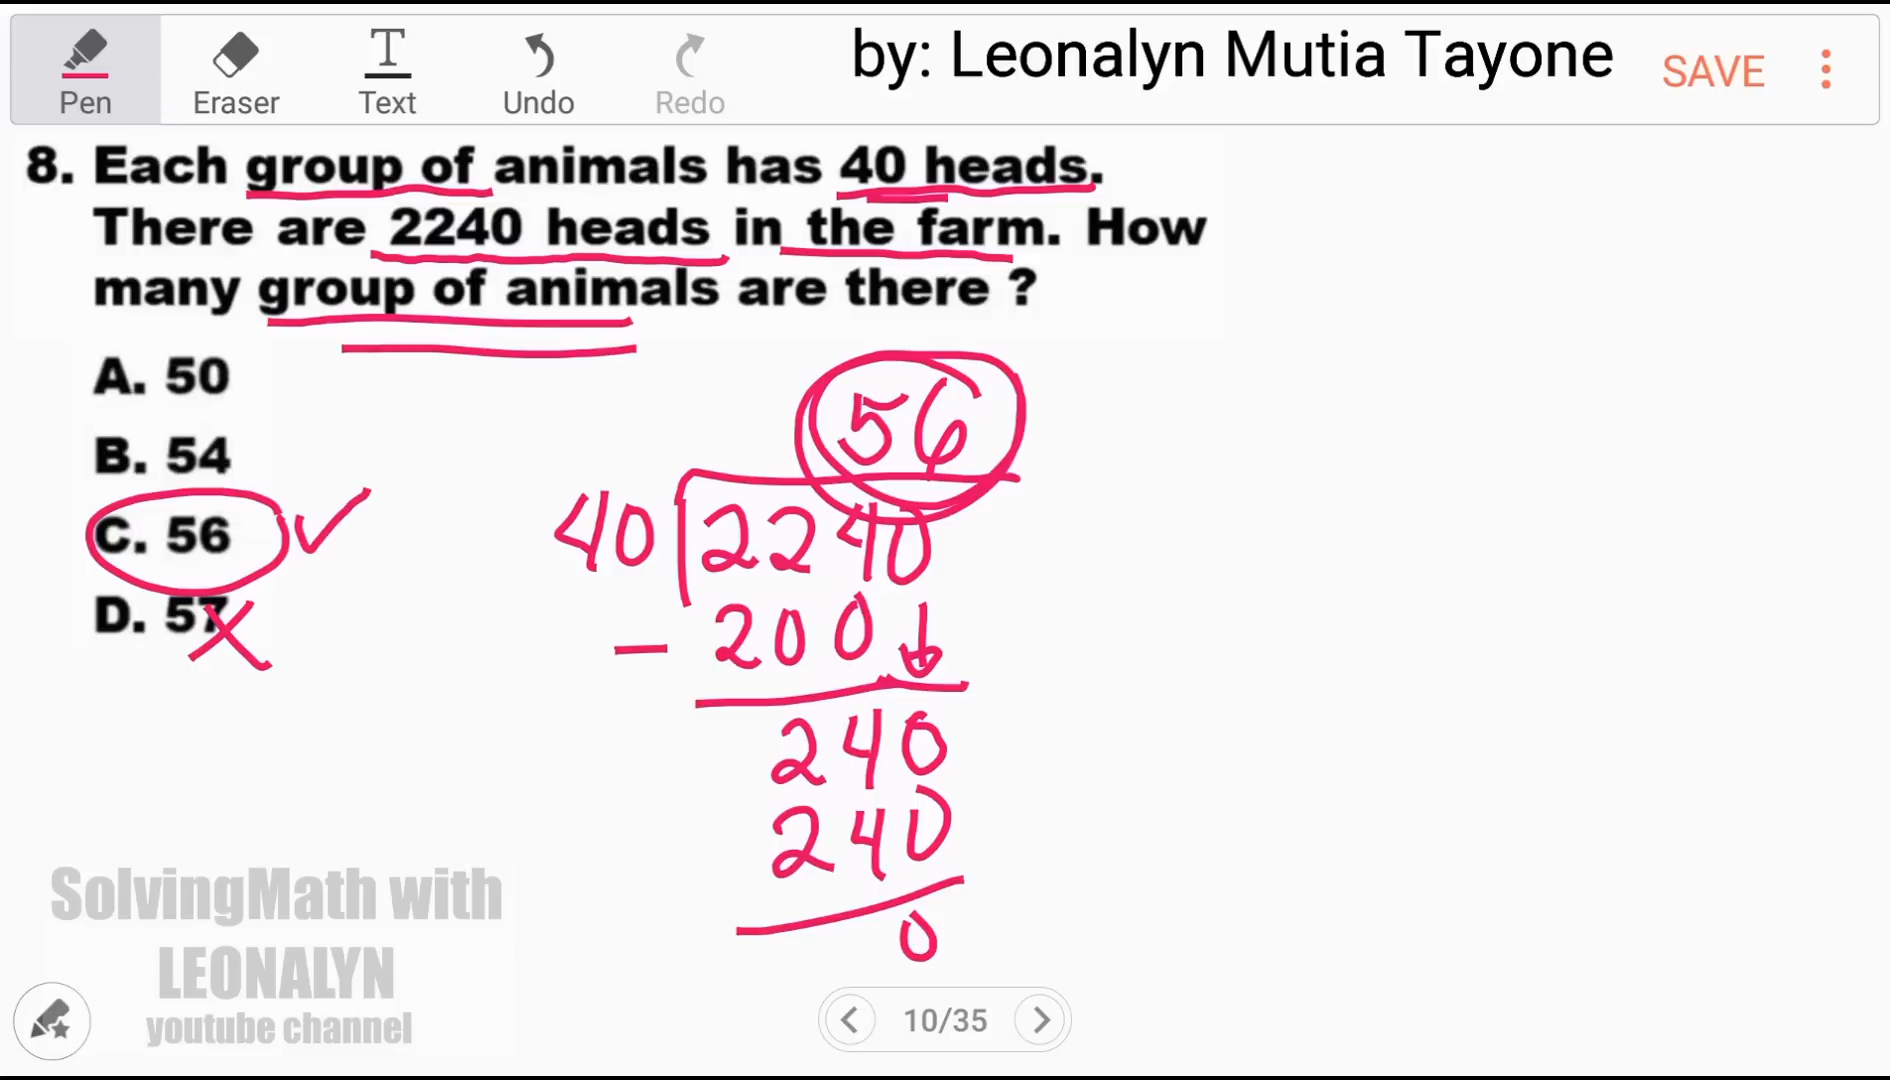 by: Leonalyn Mutia Tayone
SAVE
Pen
Eraser
T
Text
Undo
Redo
8. Each group of animals has 40 heads.
There are 2240 heads in the farm. How
many group of animals are there ?
A. 50
B. 54
C. 56
D. 57
56
40 2240
- 200
240
240
0
SolvingMath with
LEONALYN
youtube channel
10/35